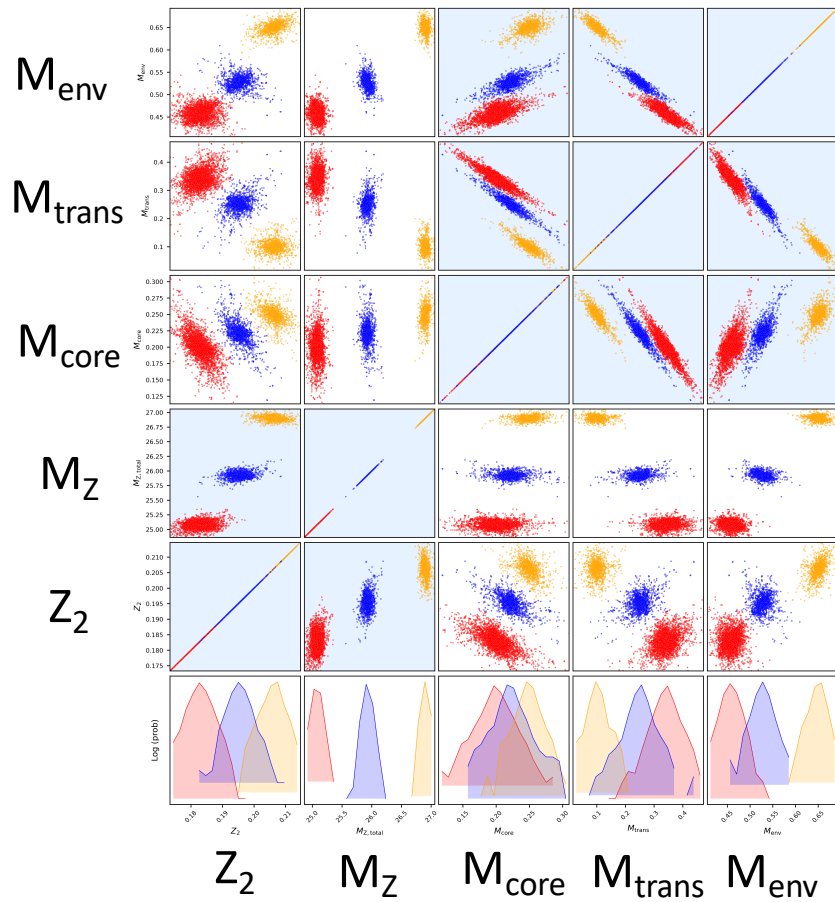 M_env
M_env
0.65
0.60
0.55
0.50
0.45
M_trans
M_trans
0.4
0.3
0.2
0.1
M_core
M_core
0.300
0.275
0.250
0.225
0.200
0.175
0.150
0.125
M_Z
M_Z,total
27.00
26.75
26.50
26.25
26.00
25.75
25.50
25.25
25.00
Z_2
Z_2
0.210
0.205
0.200
0.195
0.190
0.185
0.180
0.175
Log (prob)
0.18 0.19 0.20 0.21 25.0 25.5 26.0 26.5 27.0 0.15 0.20 0.25 0.30 0.1 0.2 0.3 0.4 0.45 0.50 0.55 0.60 0.65
Z_2 M_Z,total M_core M_trans M_env
Z_2 M_Z M_core M_trans M_env